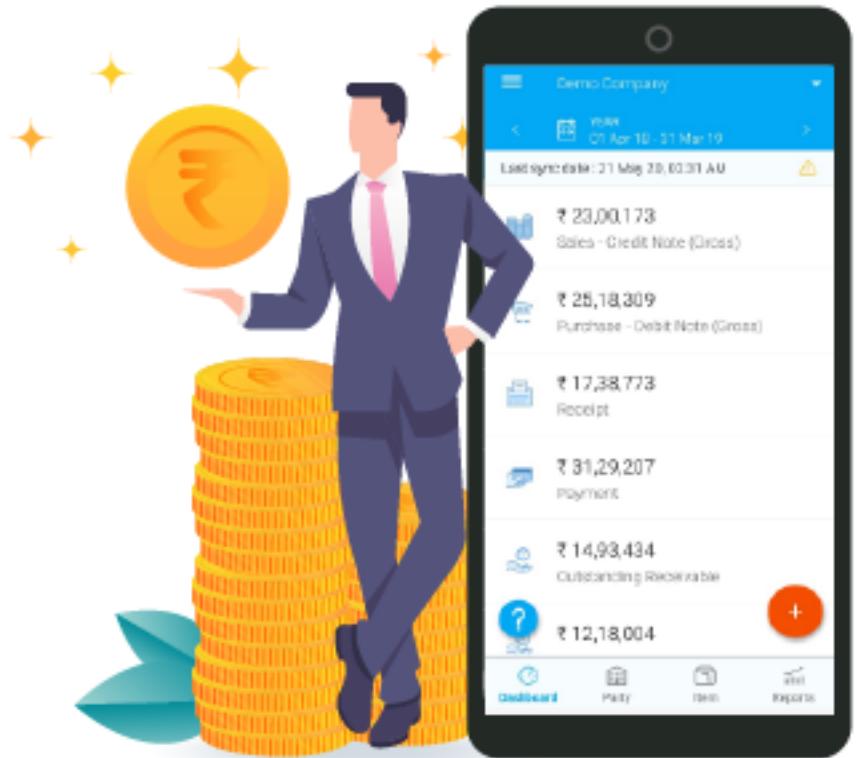 ₹
Demo Company
YEAR
01 Apr 18 - 31 Mar 19
Last sync date : 21 May 20, 03:31 AM
₹ 23,00,173
Sales - Credit Note (Gross)
₹ 25,18,309
Purchase - Debit Note (Gross)
₹ 17,38,773
Receipt
₹ 31,29,207
Payment
₹ 14,93,434
Outstanding Receivable
?
+
₹ 12,18,004
Dashboard Party Item Reports